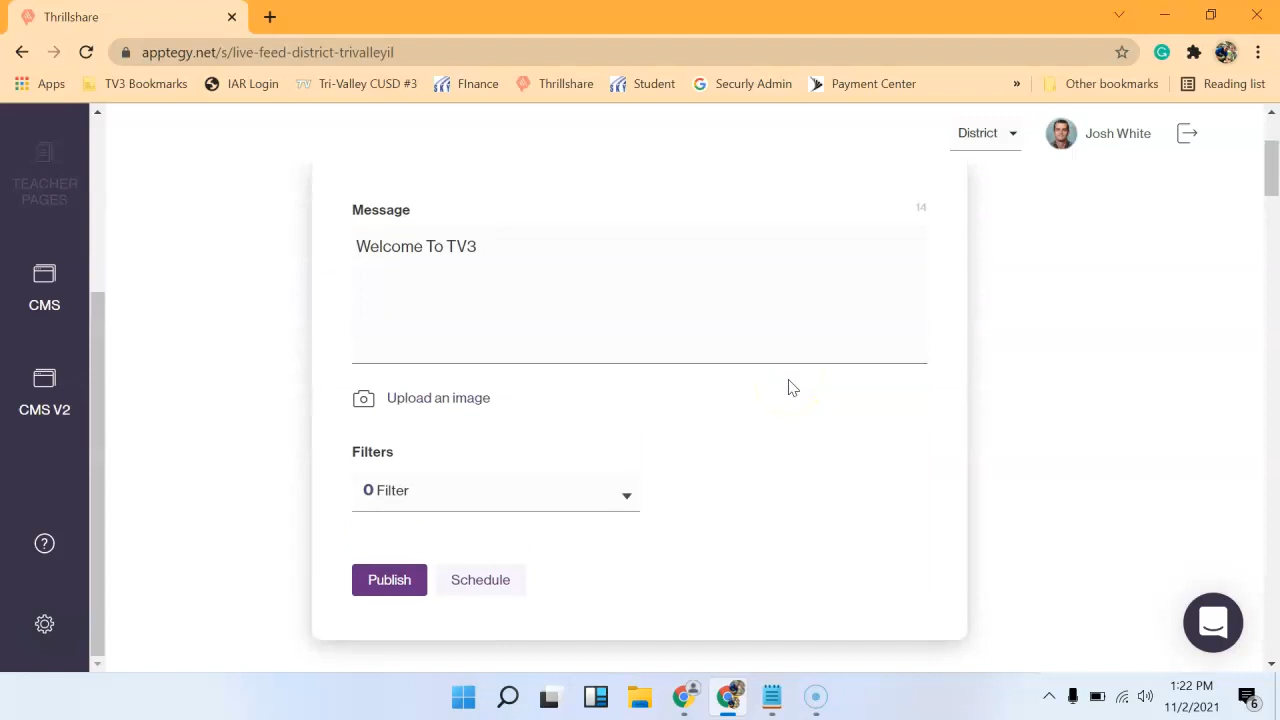 Thrillshare
apptegy.net/s/live-feed-district-trivalleyil
Apps TV3 Bookmarks IAR Login TV Tri-Valley CUSD #3 FInance Thrillshare Student Securly Admin Payment Center » Other bookmarks Reading list
District Josh White
TEACHER
PAGES
CMS
CMS V2
Message 14
Welcome To TV3
Upload an image
Filters
0 Filter
Publish Schedule
1:22 PM
11/2/2021
6